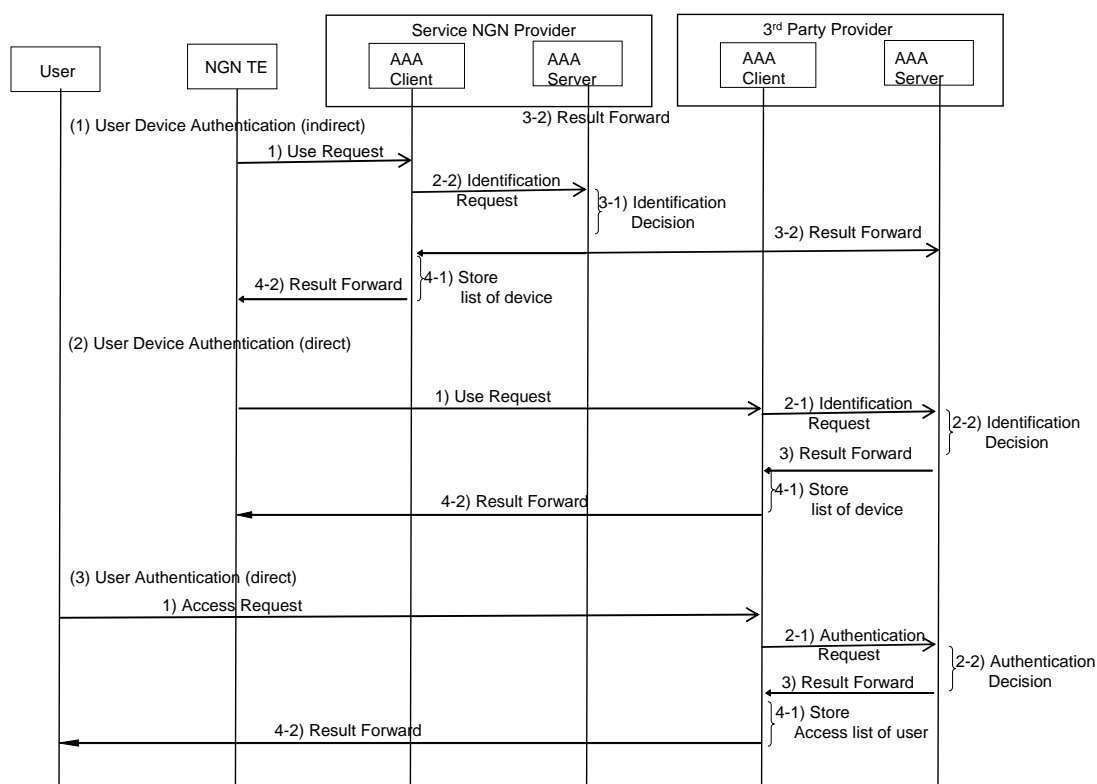 Service NGN Provider
3rd Party Provider
User
NGN TE
AAA
Client
AAA
Server
AAA
Client
AAA
Server
(1) User Device Authentication (indirect)
3-2) Result Forward
1) Use Request
2-2) Identification
Request
3-1) Identification
Decision
3-2) Result Forward
4-2) Result Forward
4-1) Store
list of device
(2) User Device Authentication (direct)
1) Use Request
2-1) Identification
Request
2-2) Identification
Decision
3) Result Forward
4-1) Store
list of device
4-2) Result Forward
(3) User Authentication (direct)
1) Access Request
2-1) Authentication
Request
2-2) Authentication
Decision
3) Result Forward
4-1) Store
Access list of user
4-2) Result Forward